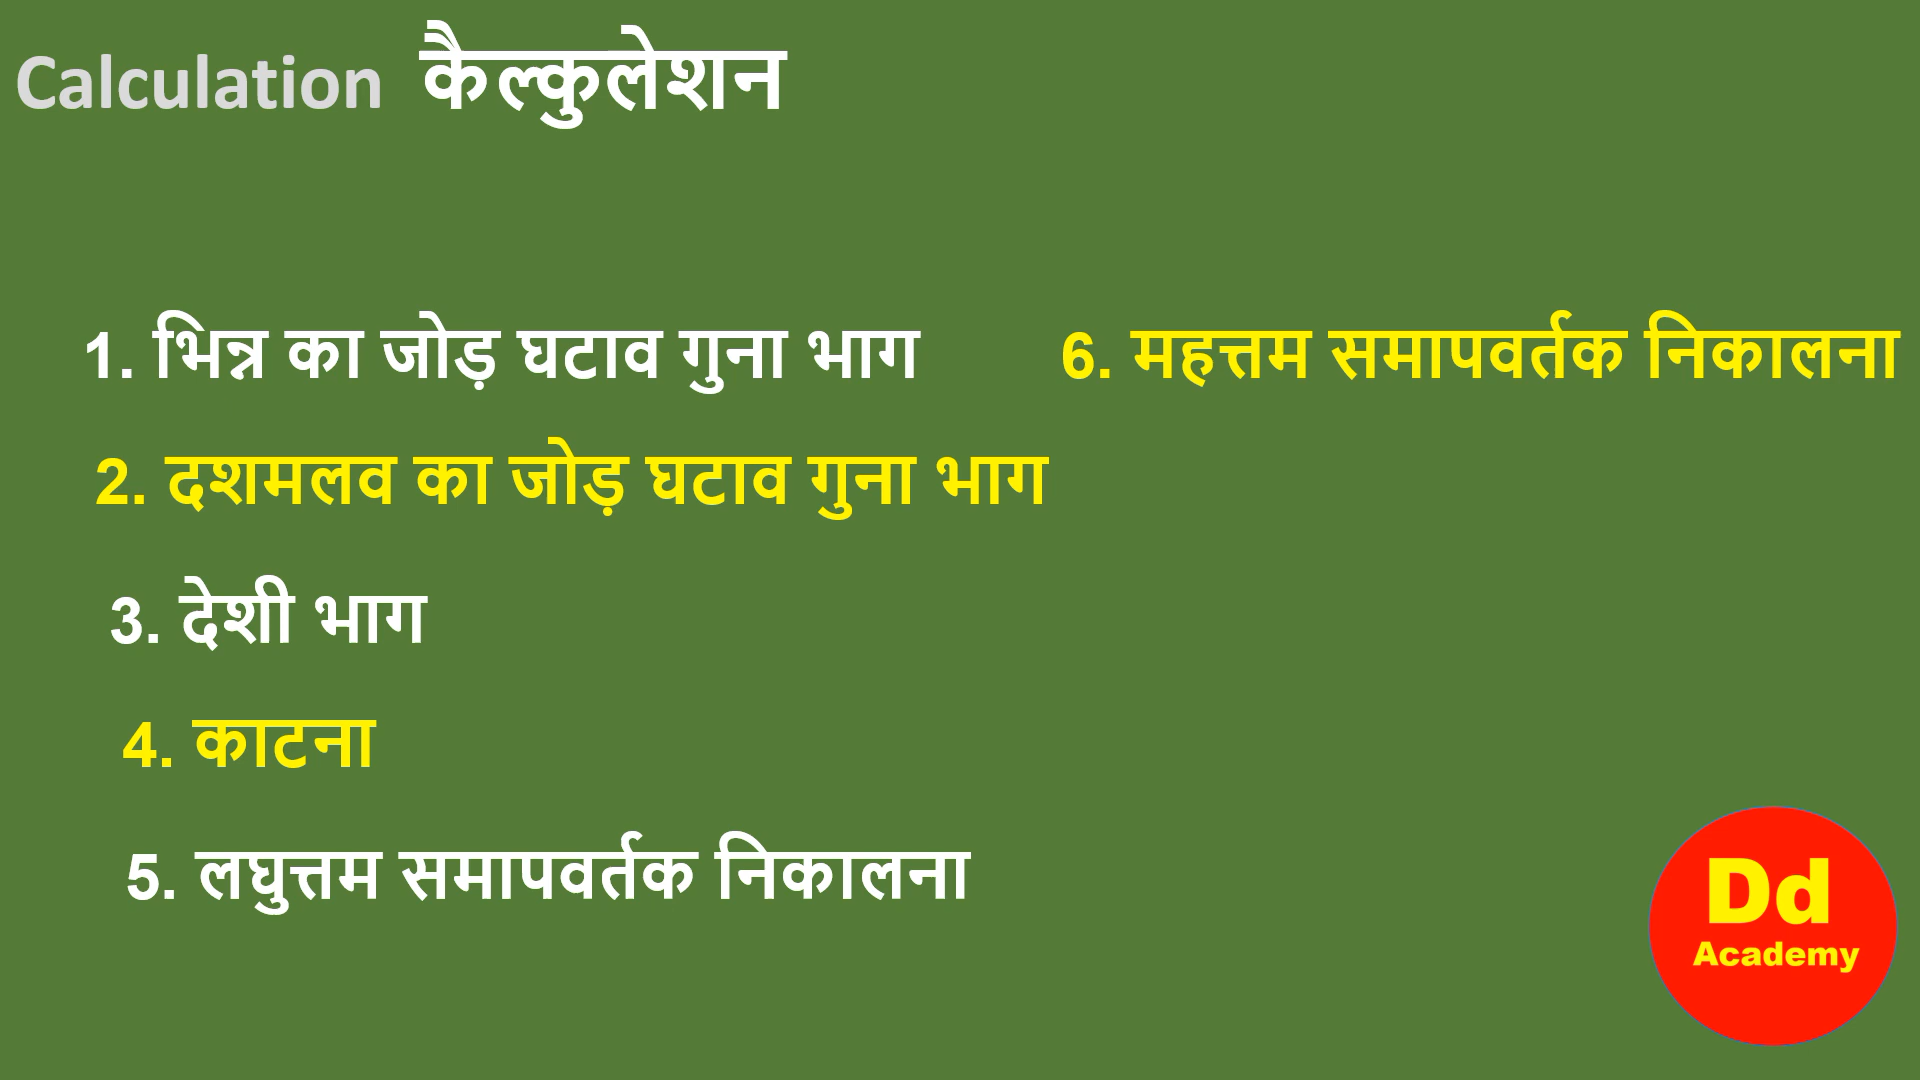 Calculation कैल्कुलेशन
1. भिन्न का जोड़ घटाव गुना भाग
2. दशमलव का जोड़ घटाव गुना भाग
3. देशी भाग
4. काटना
5. लघुत्तम समापवर्तक निकालना
6. महत्तम समापवर्तक निकालना
Dd
Academy